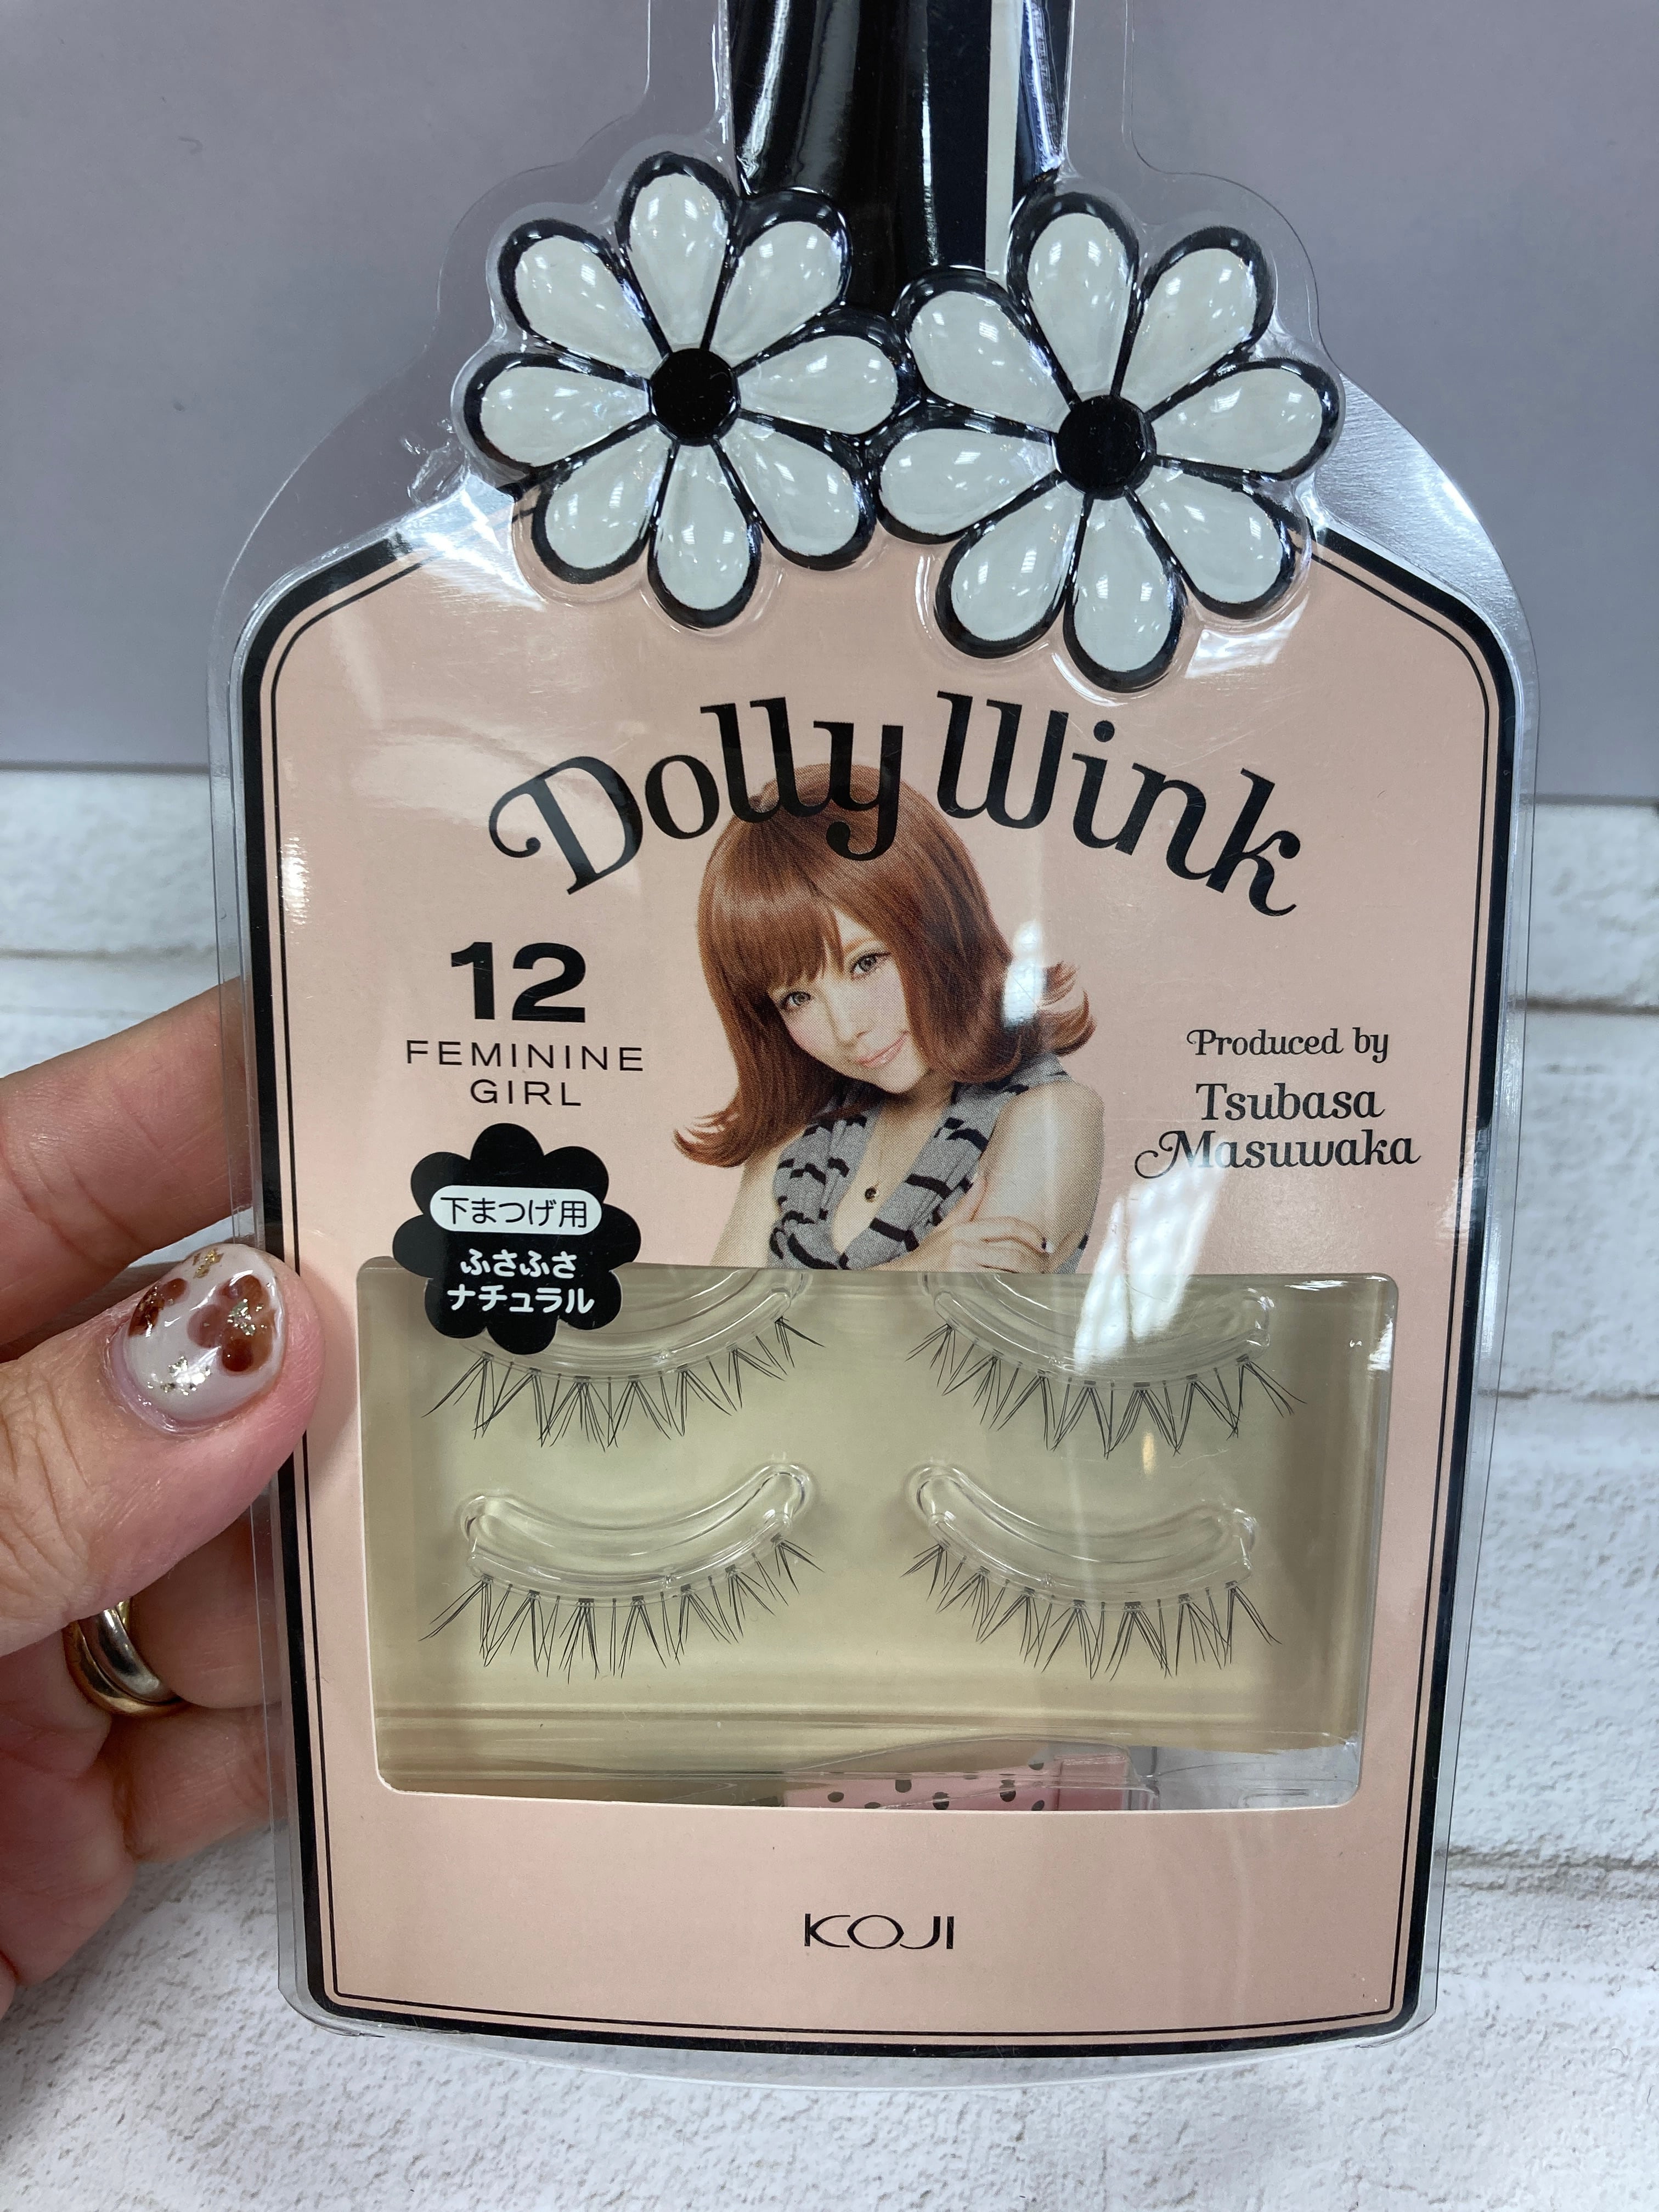 Dolly Wink
12
FEMININE
GIRL
Produced by
Tsubasa
Masuwaka
下まつげ用
ふさふさ
ナチュラル
KOJI